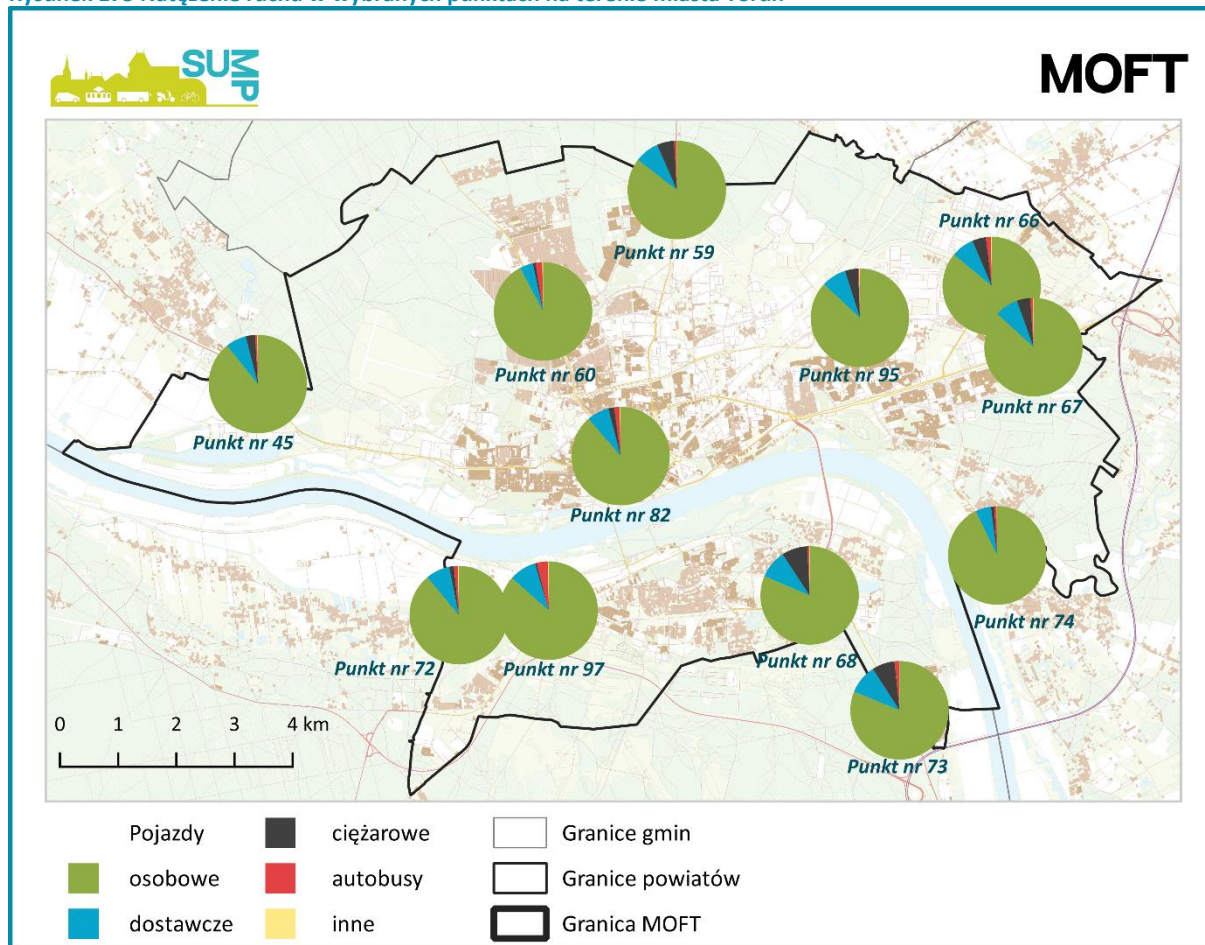 SUMP
MOFT
Punkt nr 59
Punkt nr 66
Punkt nr 60
Punkt nr 95
Punkt nr 67
Punkt nr 45
Punkt nr 82
Punkt nr 74
Punkt nr 72
Punkt nr 97
Punkt nr 68
Punkt nr 73
0 1 2 3 4 km
Pojazdy
osobowe
dostawcze
ciężarowe
autobusy
inne
Granice gmin
Granice powiatów
Granica MOFT